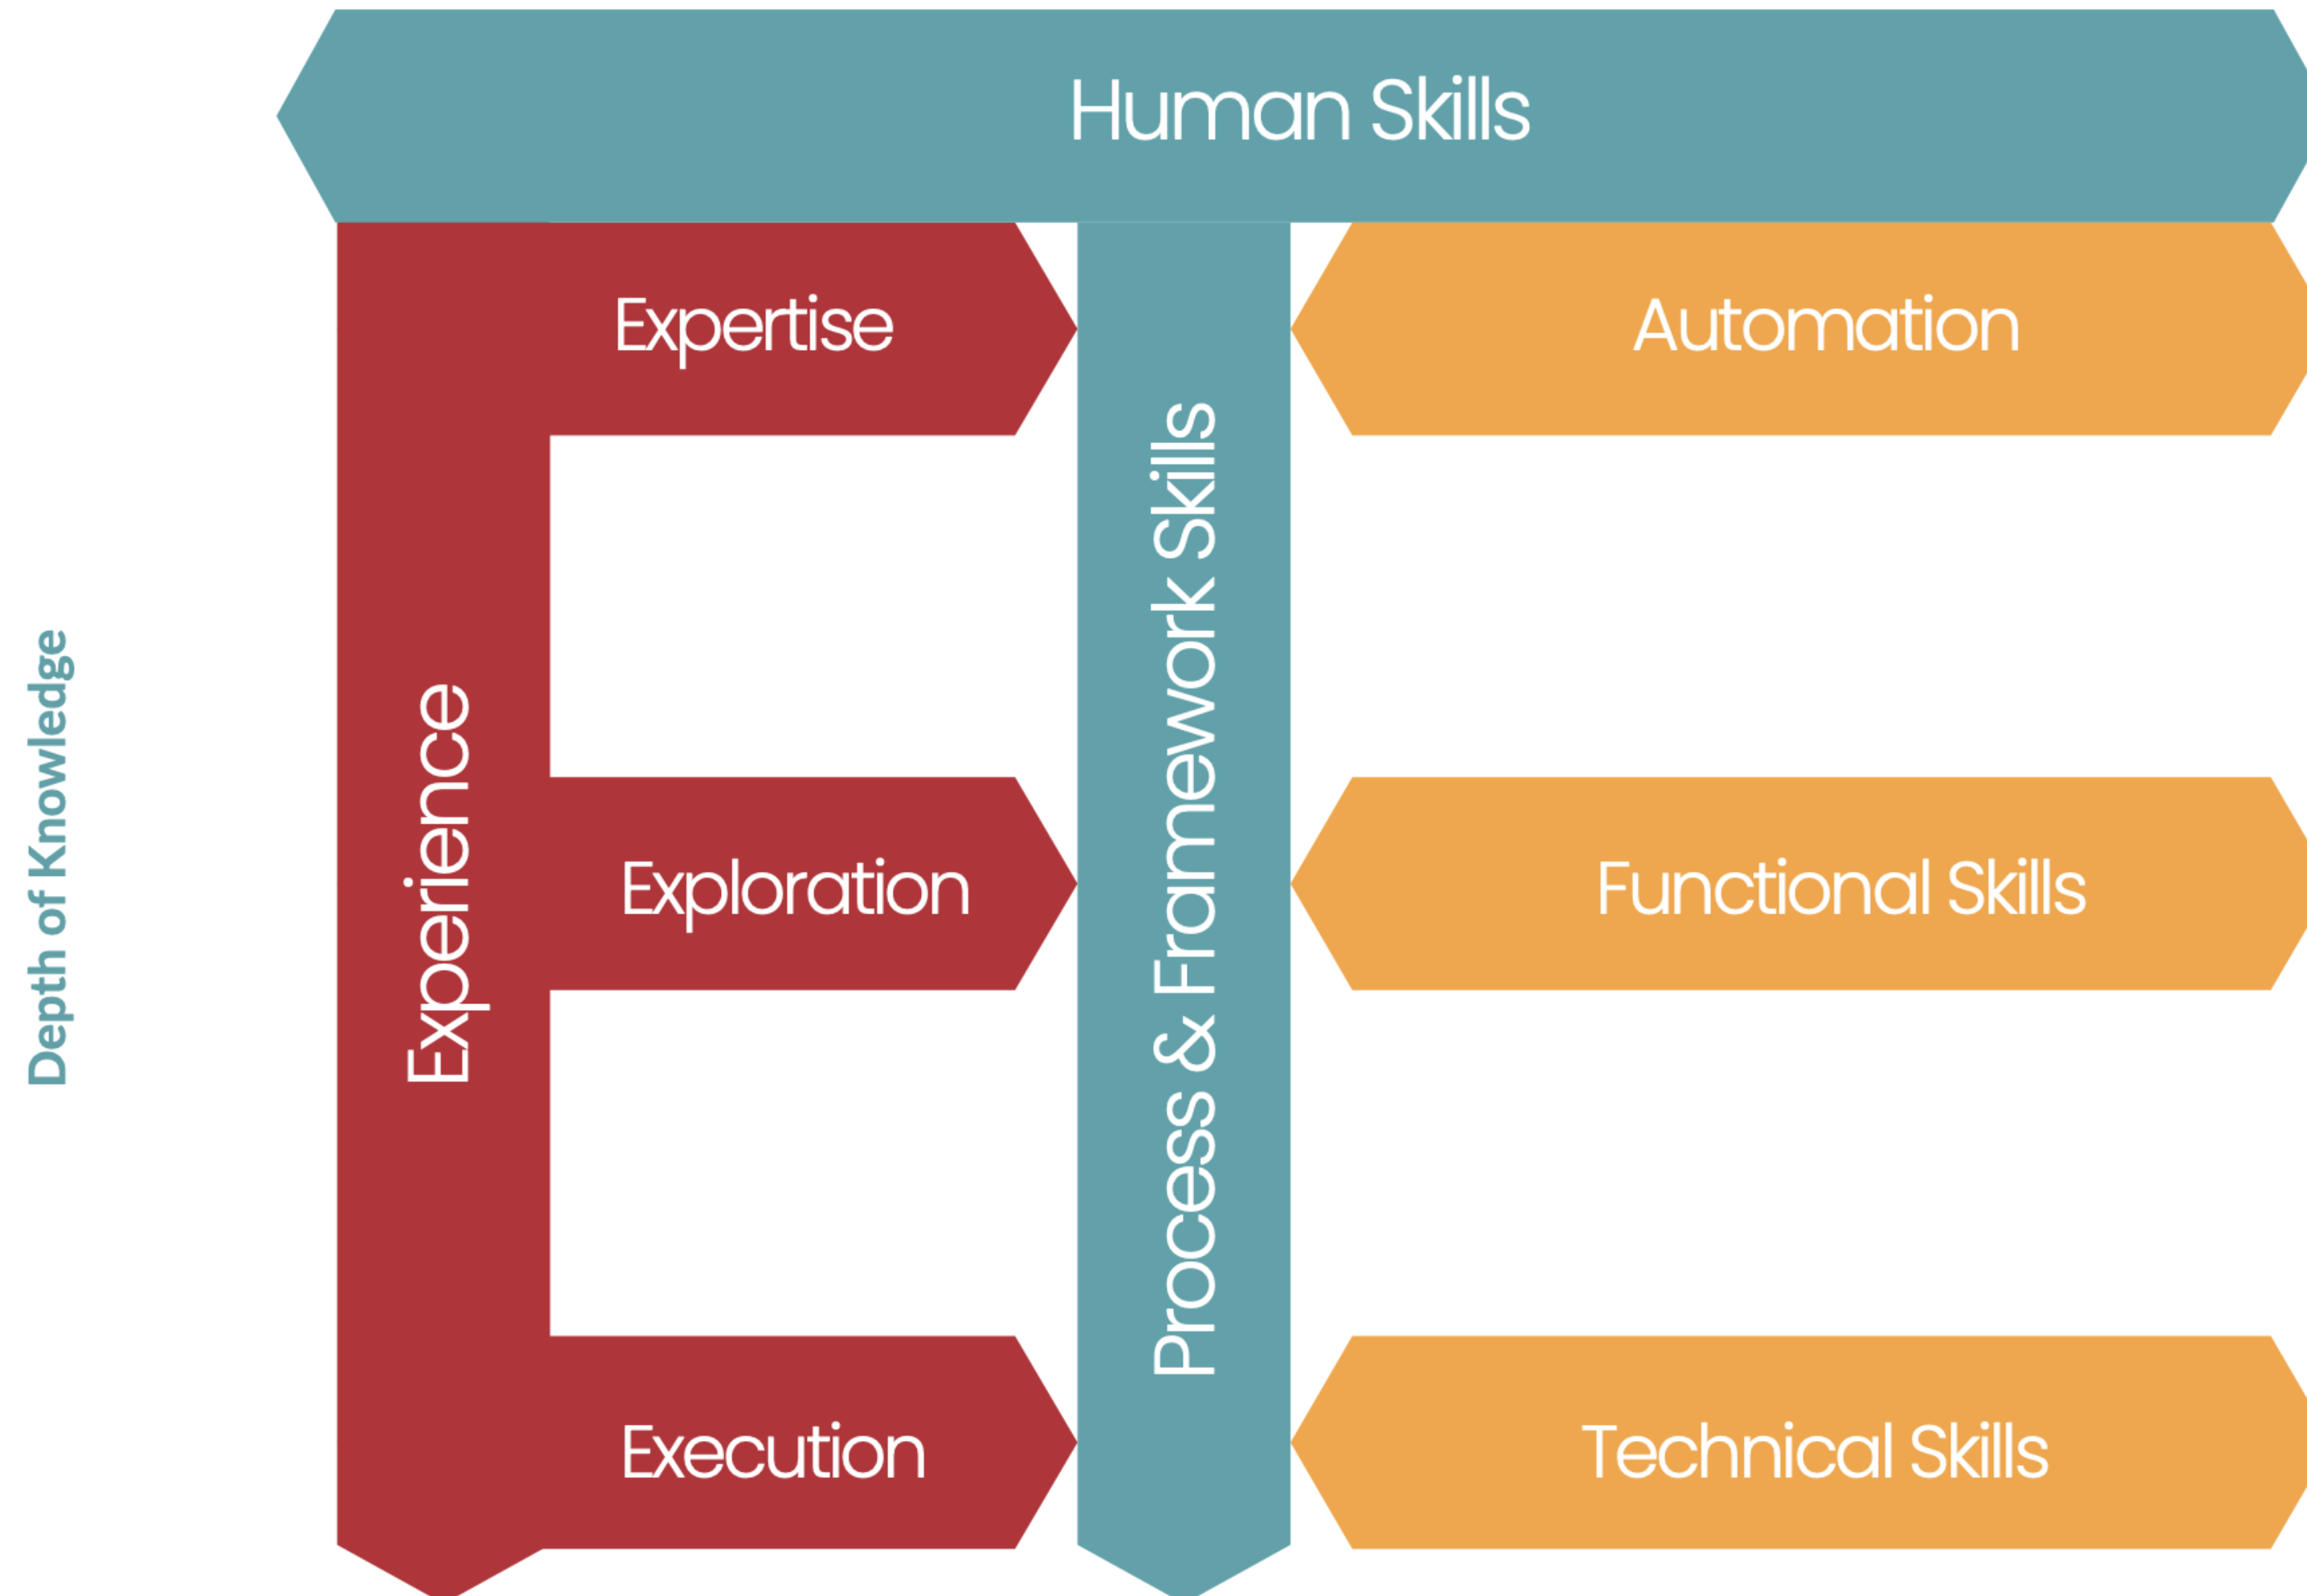 Human Skills
Expertise
Automation
Depth of Knowledge
Experience
Process & Framework Skills
Exploration
Functional Skills
Execution
Technical Skills